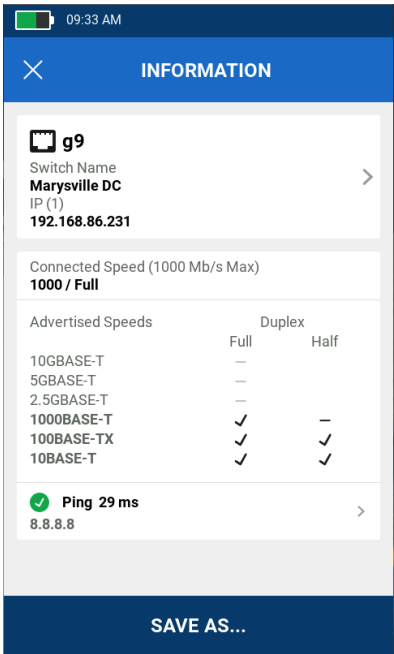 09:33 AM
INFORMATION
g9
Switch Name
Marysville DC
IP (1)
192.168.86.231
Connected Speed (1000 Mb/s Max)
1000 / Full
Advertised Speeds Duplex
Full Half
10GBASE-T —
5GBASE-T —
2.5GBASE-T —
1000BASE-T ✓ —
100BASE-TX ✓ ✓
10BASE-T ✓ ✓
Ping 29 ms
8.8.8.8
SAVE AS...